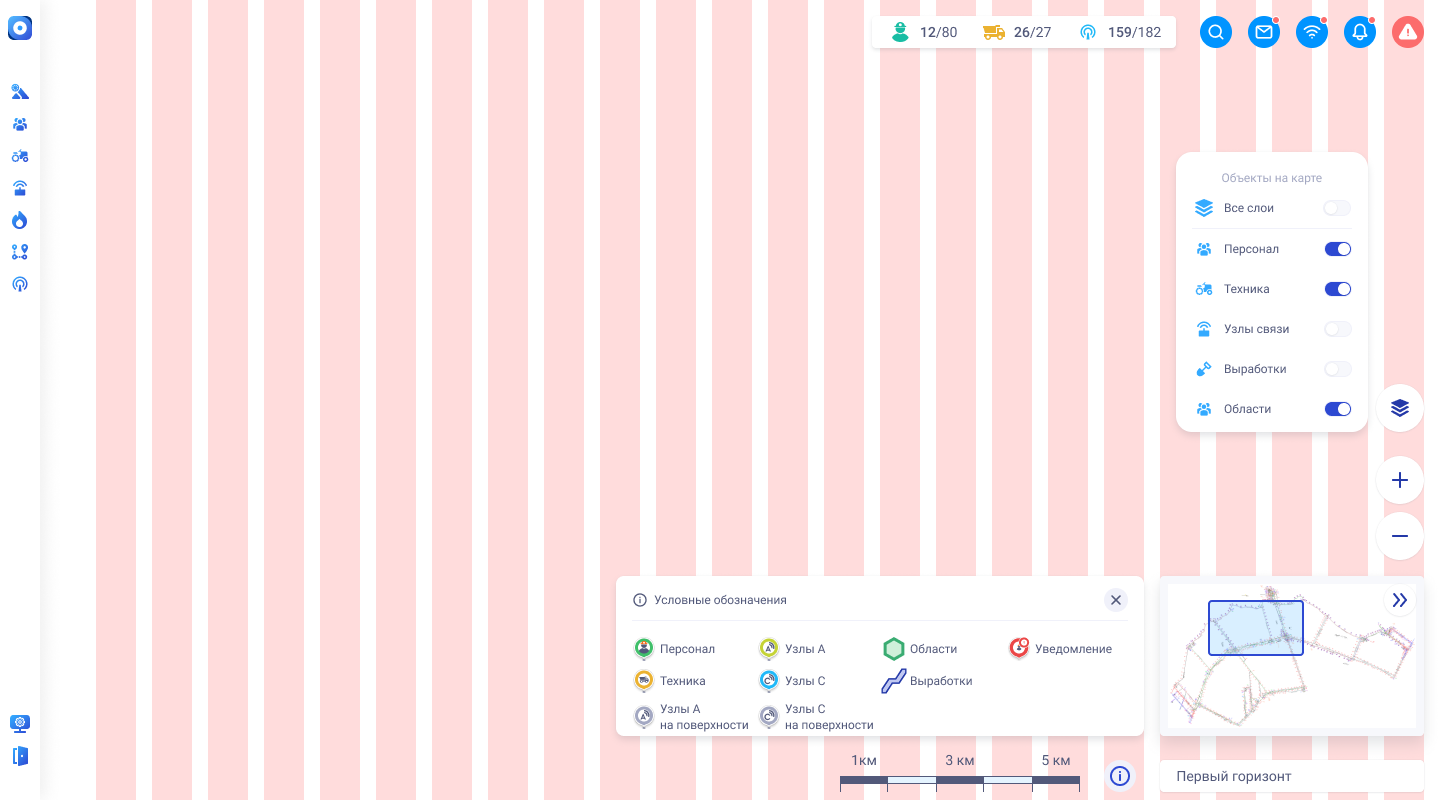 12/80 26/27 159/182
Объекты на карте
Все слои
Персонал
Техника
Узлы связи
Выработки
Области
Условные обозначения
Персонал
Узлы А
Области
Уведомление
Техника
Узлы С
Выработки
Узлы А
на поверхности
Узлы С
на поверхности
1км 3 км 5 км
Первый горизонт